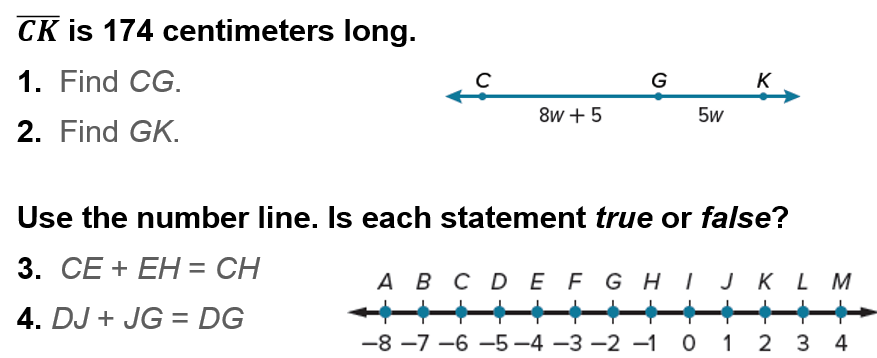 CK is 174 centimeters long.
1. Find CG.
2. Find GK.
C G K
8w + 5 5w
Use the number line. Is each statement true or false?
3. CE + EH = CH
4. DJ + JG = DG
A B C D E F G H I J K L M
−8 −7 −6 −5 −4 −3 −2 −1 0 1 2 3 4